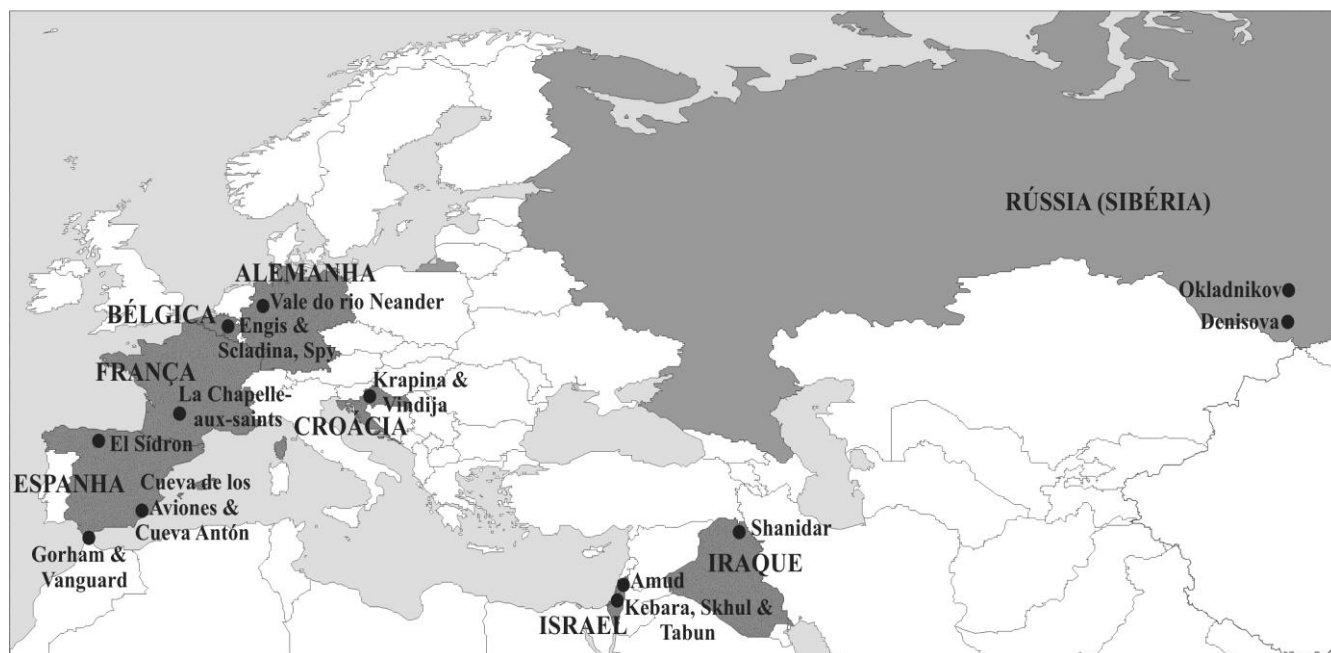 RÚSSIA (SIBÉRIA)
Okladnikov
Denisova
ALEMANHA
Vale do rio Neander
BÉLGICA
Engis &
Scladina, Spy
FRANÇA
La Chapelle-
aux-saints
Krapina &
Vindija
CROÁCIA
El Sídron
ESPANHA
Cueva de los
Aviones &
Cueva Antón
Gorham &
Vanguard
Shanidar
IRAQUE
Amud
Kebara, Skhul &
Tabun
ISRAEL